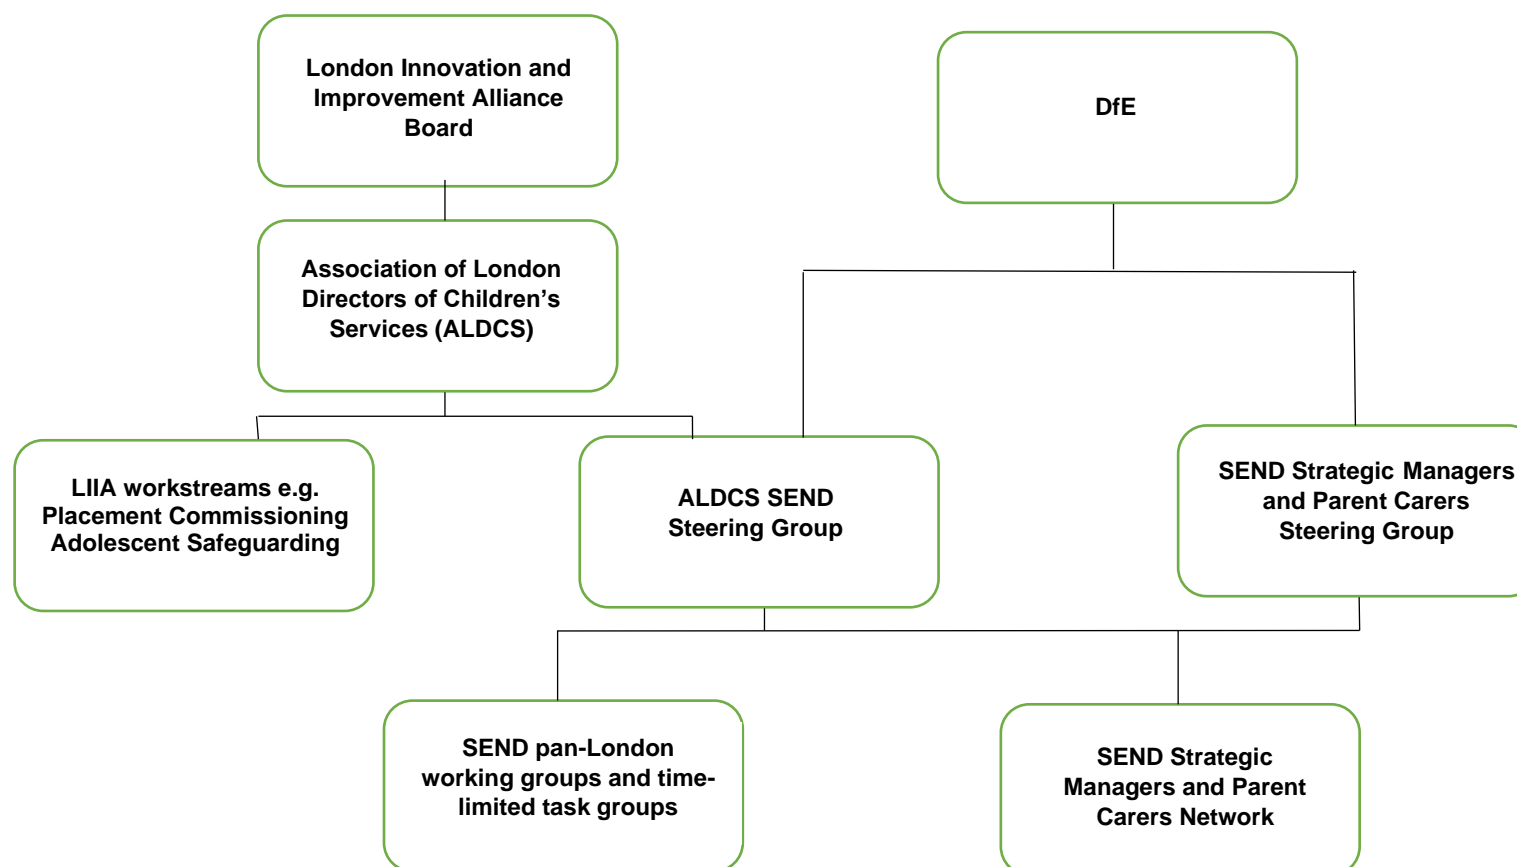 London Innovation and
Improvement Alliance
Board
DfE
Association of London
Directors of Children’s
Services (ALDCS)
LIIA workstreams e.g.
Placement Commissioning
Adolescent Safeguarding
ALDCS SEND
Steering Group
SEND Strategic Managers
and Parent Carers
Steering Group
SEND pan-London
working groups and time-
limited task groups
SEND Strategic
Managers and Parent
Carers Network